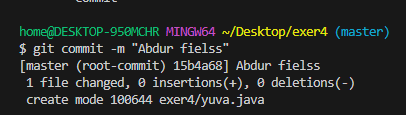 commit
home@DESKTOP-950MCHR MINGW64 ~/Desktop/exer4 (master)
$ git commit -m "Abdur fielss"
[master (root-commit) 15b4a68] Abdur fielss
1 file changed, 0 insertions(+), 0 deletions(-)
create mode 100644 exer4/yuva.java